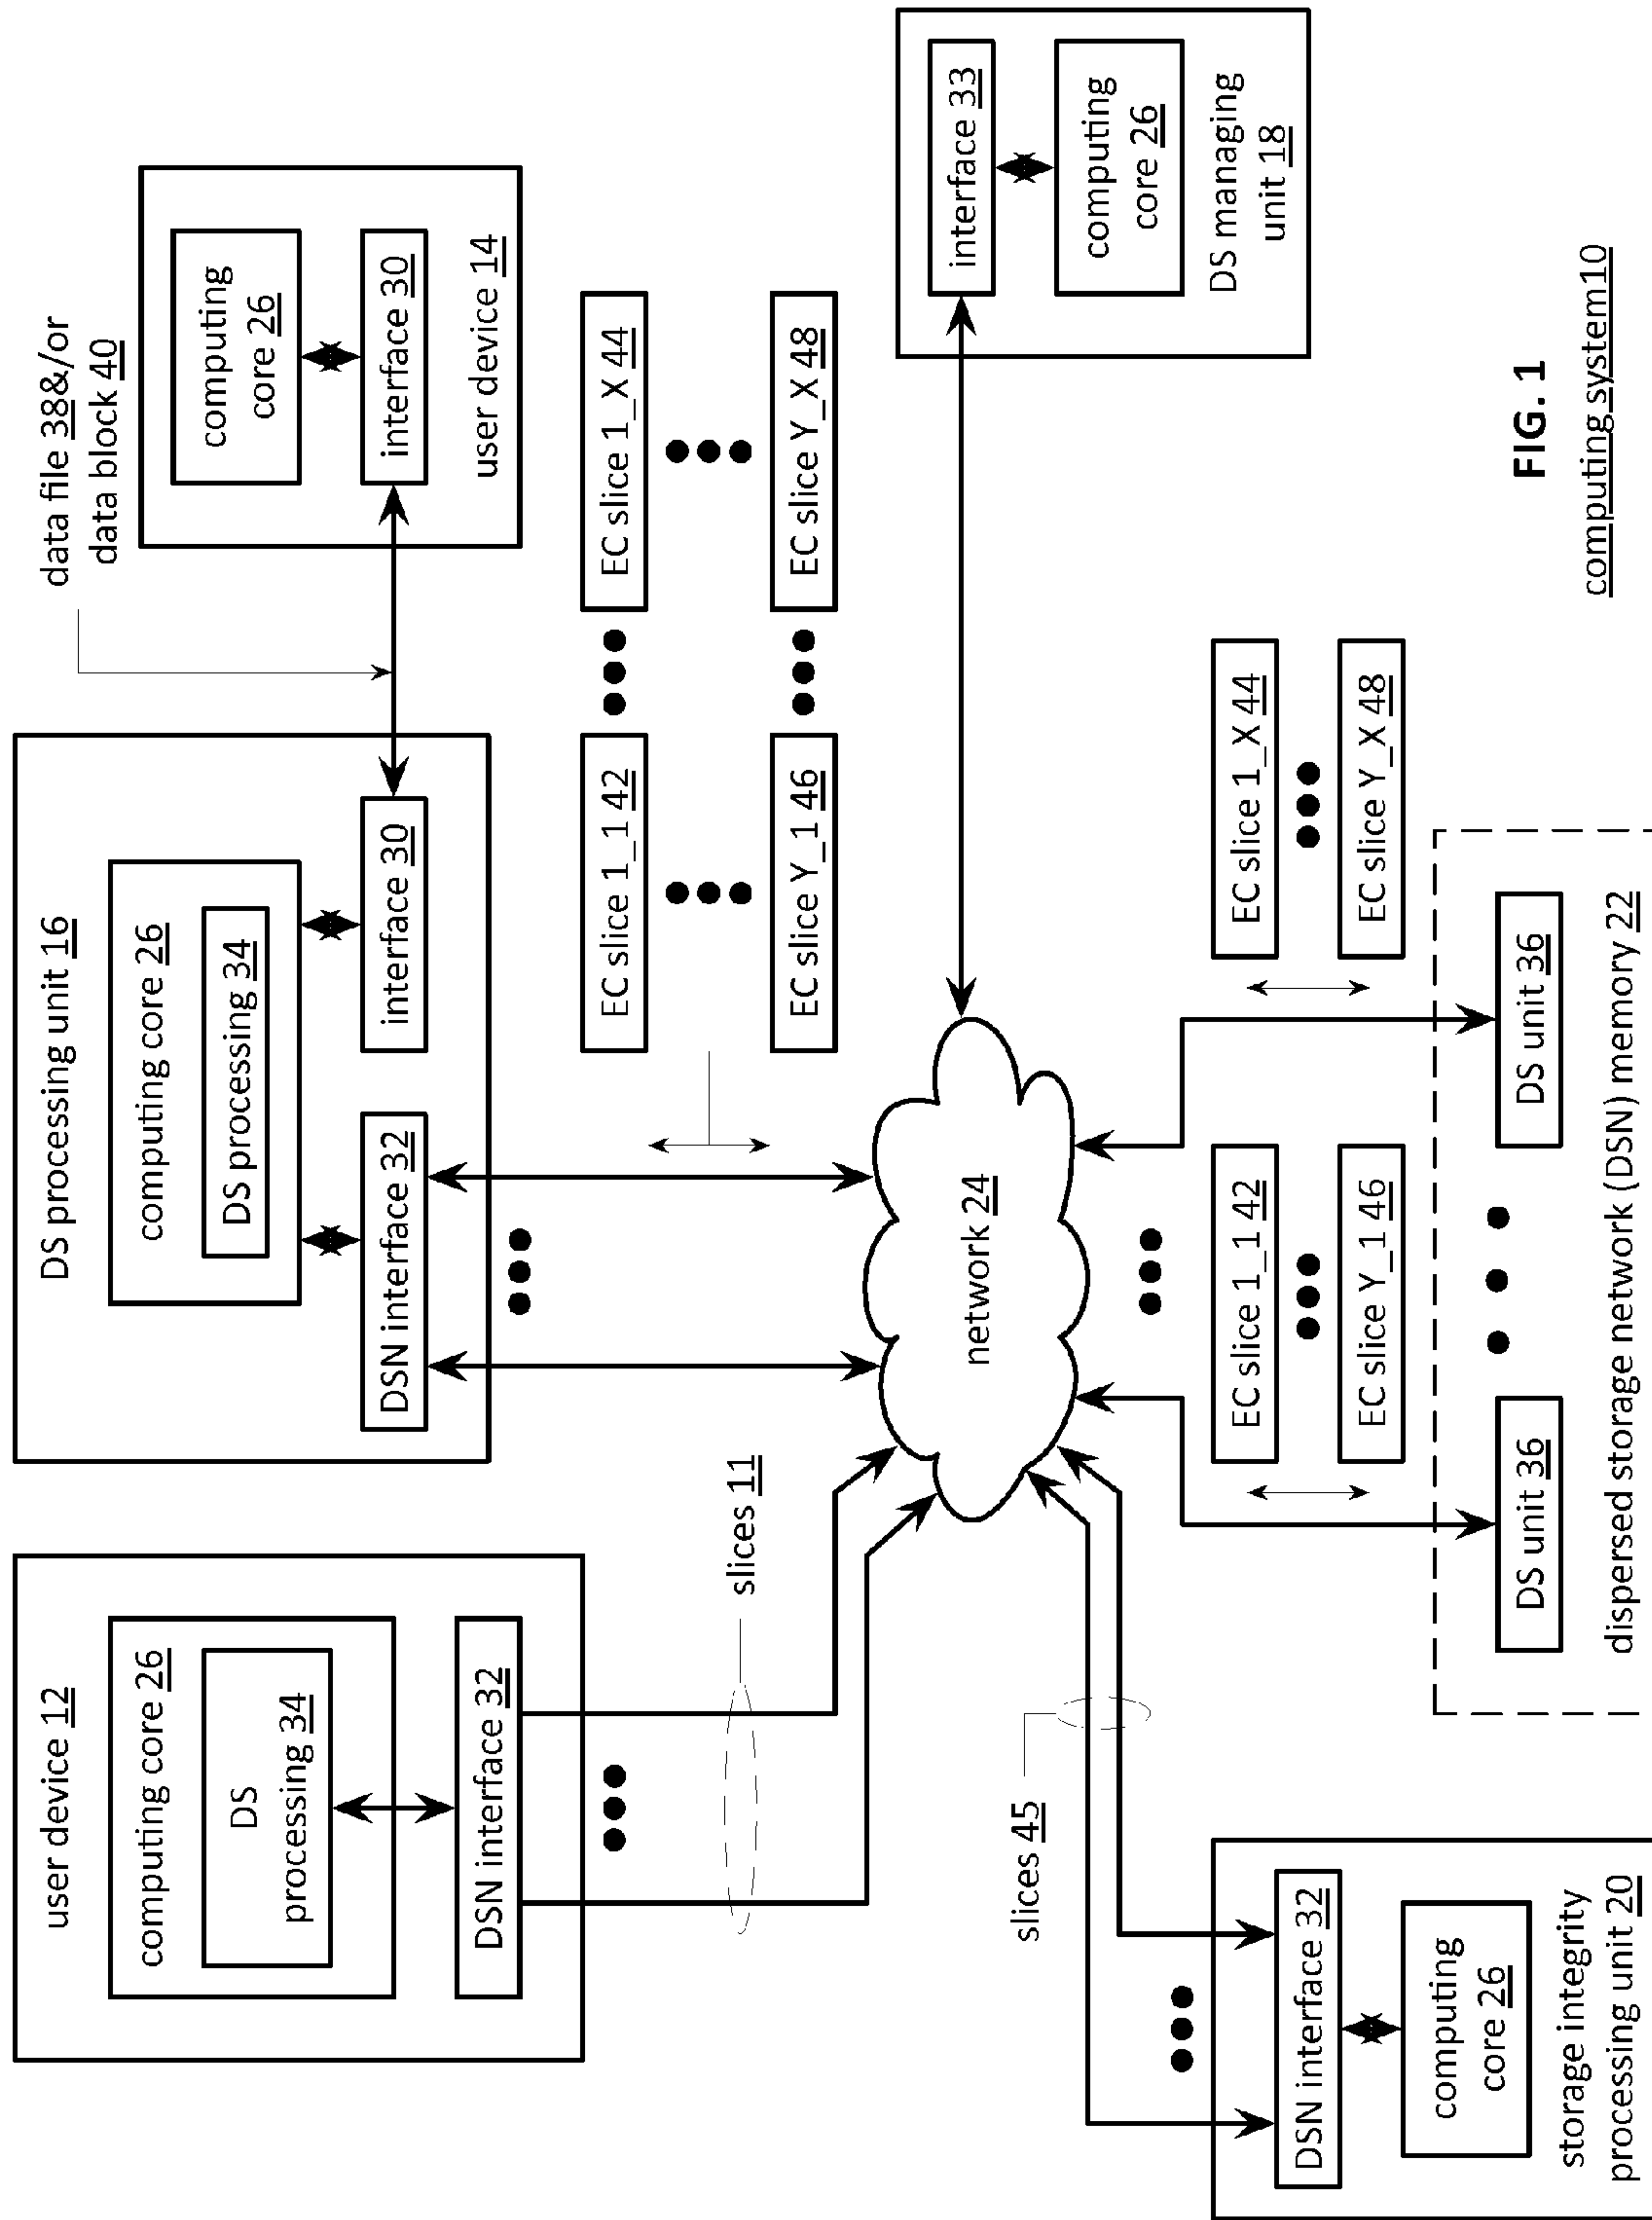 user device 12
computing core 26
DS
processing 34
DSN interface 32
slices 11
DS processing unit 16
computing core 26
DS processing 34
DSN interface 32
interface 30
data file 38&/or
data block 40
computing
core 26
interface 30
user device 14
EC slice 1_1 42
EC slice 1_X 44
EC slice Y_1 46
EC slice Y_X 48
network 24
interface 33
computing
core 26
DS managing
unit 18
slices 45
DSN interface 32
computing
core 26
storage integrity
processing unit 20
EC slice 1_1 42
EC slice Y_1 46
EC slice 1_X 44
EC slice Y_X 48
DS unit 36
DS unit 36
dispersed storage network (DSN) memory 22
FIG. 1
computing system10